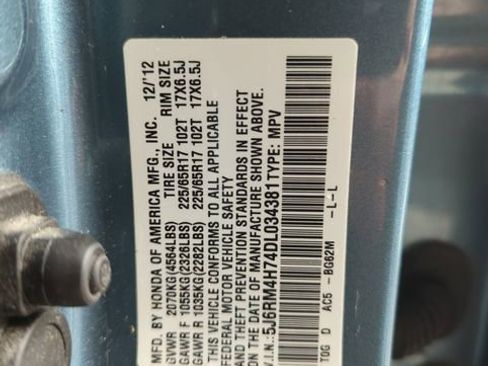 MFD. BY HONDA OF AMERICA MFG., INC. 12/'12
GVWR 2070KG(4564LBS) TIRE SIZE RIM SIZE
GAWR F 1055KG(2326LBS) 225/65R17 102T 17X6.5J
GAWR R 1035KG(2282LBS) 225/65R17 102T 17X6.5J
THIS VEHICLE CONFORMS TO ALL APPLICABLE
FEDERAL MOTOR VEHICLE SAFETY
AND THEFT PREVENTION STANDARDS IN EFFECT
ON THE DATE OF MANUFACTURE SHOWN ABOVE.
V.I.N.:5J6RM4H74DL034381 TYPE: MPV
TOG D AC5 -BG62M -L-L